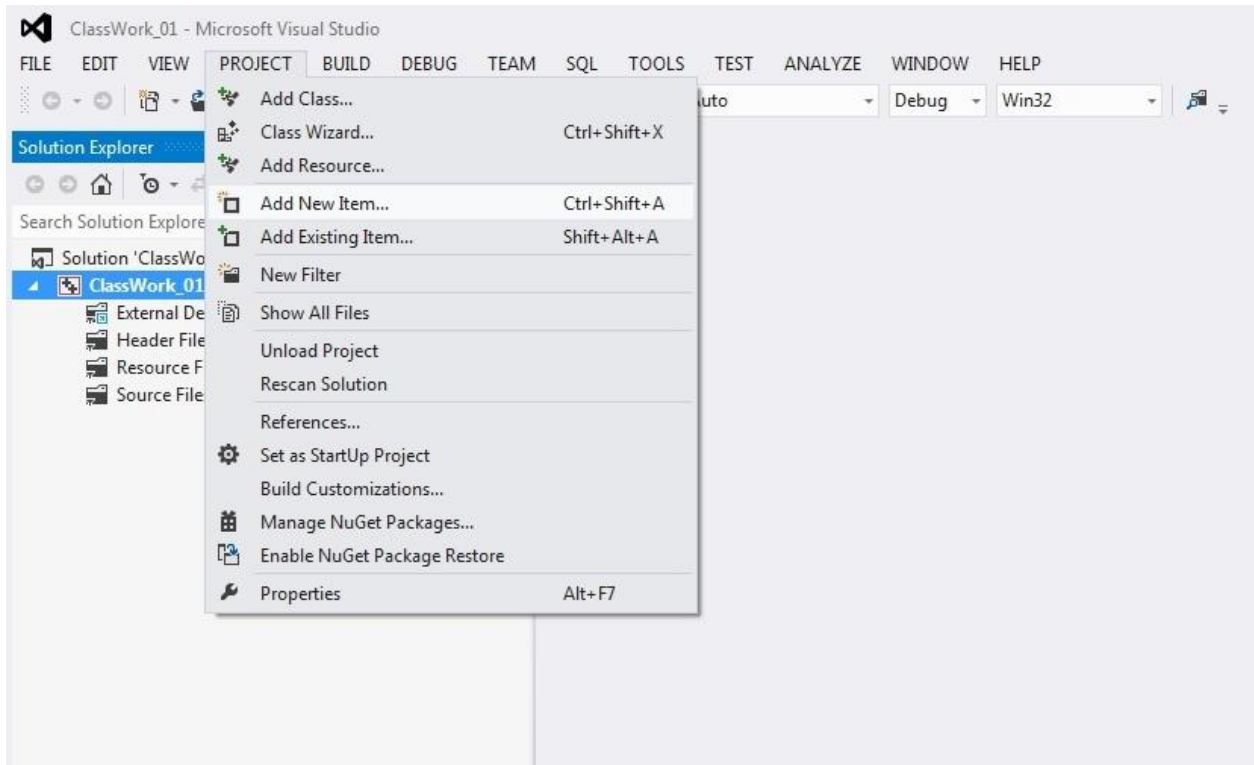 ClassWork_01 - Microsoft Visual Studio
FILE EDIT VIEW PROJECT BUILD DEBUG TEAM SQL TOOLS TEST ANALYZE WINDOW HELP
uto Debug Win32
Solution Explorer
Search Solution Explore
Solution 'ClassWo
ClassWork_01
External De
Header File
Resource F
Source File
Add Class...
Class Wizard... Ctrl+Shift+X
Add Resource...
Add New Item... Ctrl+Shift+A
Add Existing Item... Shift+Alt+A
New Filter
Show All Files
Unload Project
Rescan Solution
References...
Set as StartUp Project
Build Customizations...
Manage NuGet Packages...
Enable NuGet Package Restore
Properties Alt+F7